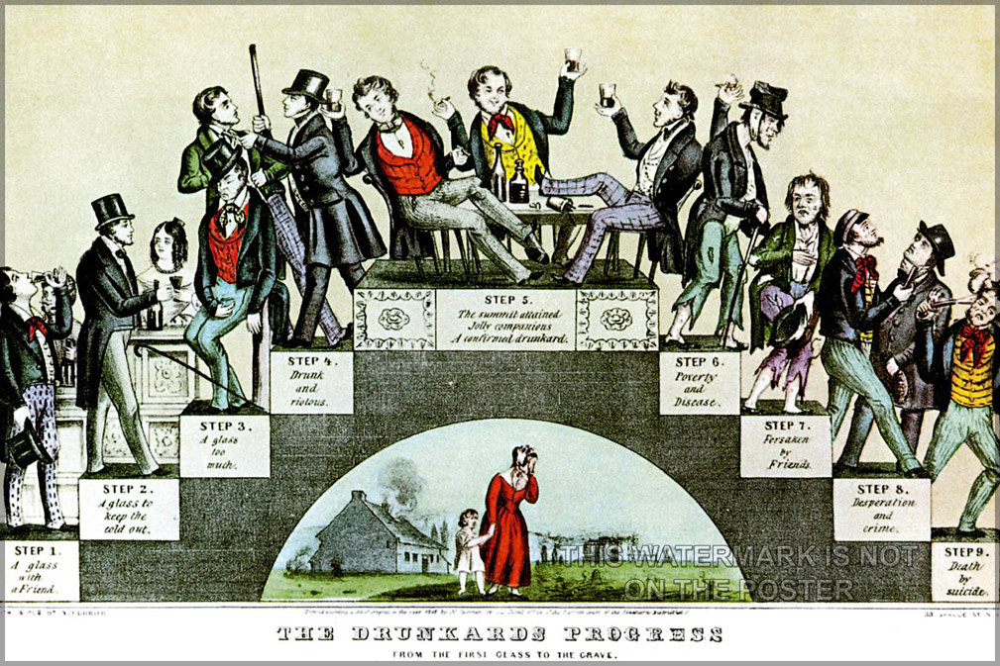 STEP 1.
A glass
with
a Friend.
STEP 2.
A glass to
keep the
cold out.
STEP 3.
A glass
too
much.
STEP 4.
Drunk
and
riotous.
STEP 5.
The summit attained
Jolly companions
A confirmed drunkard.
STEP 6.
Poverty
and
Disease.
STEP 7.
Forsaken
by
Friends.
STEP 8.
Desperation
and
crime.
STEP 9.
Death
by
suicide.
THIS WATERMARK IS NOT
ON THE POSTER
THE DRUNKARDS PROGRESS
FROM THE FIRST GLASS TO THE GRAVE.